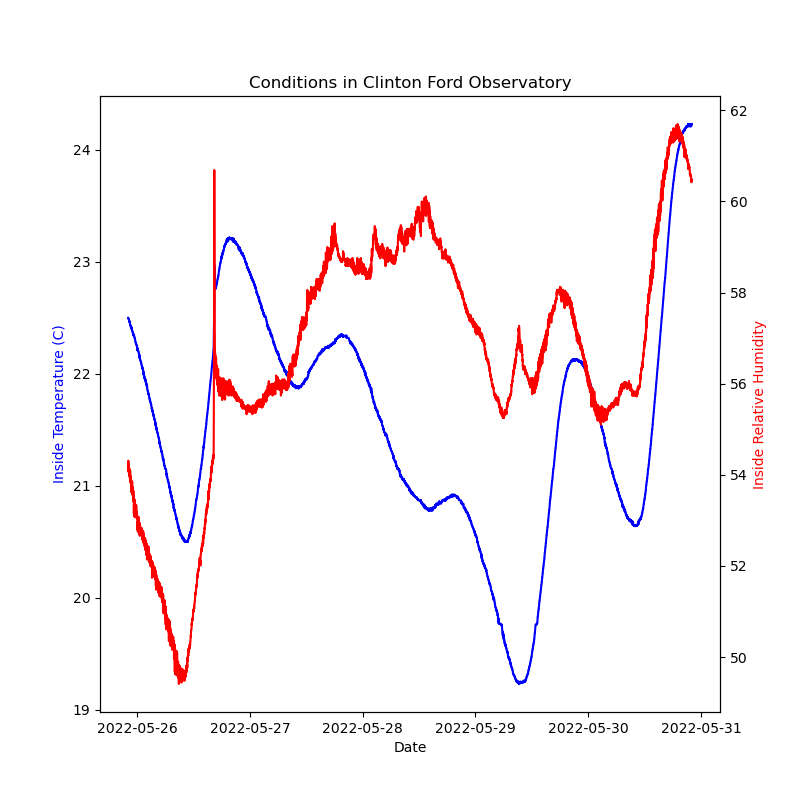 Conditions in Clinton Ford Observatory
24
23
22
21
20
19
Inside Temperature (C)
62
60
58
56
54
52
50
Inside Relative Humidity
2022-05-26 2022-05-27 2022-05-28 2022-05-29 2022-05-30 2022-05-31
Date